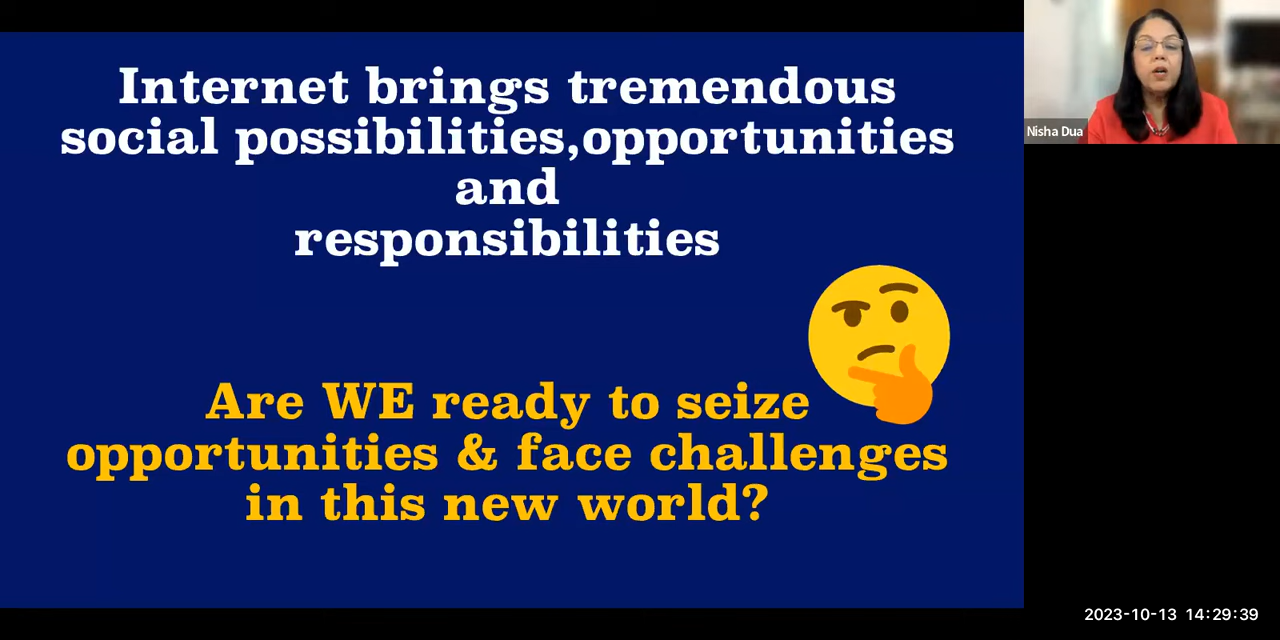 Internet brings tremendous
social possibilities,opportunities
and
responsibilities
Are WE ready to seize
opportunities & face challenges
in this new world?
Nisha Dua
2023-10-13 14:29:39